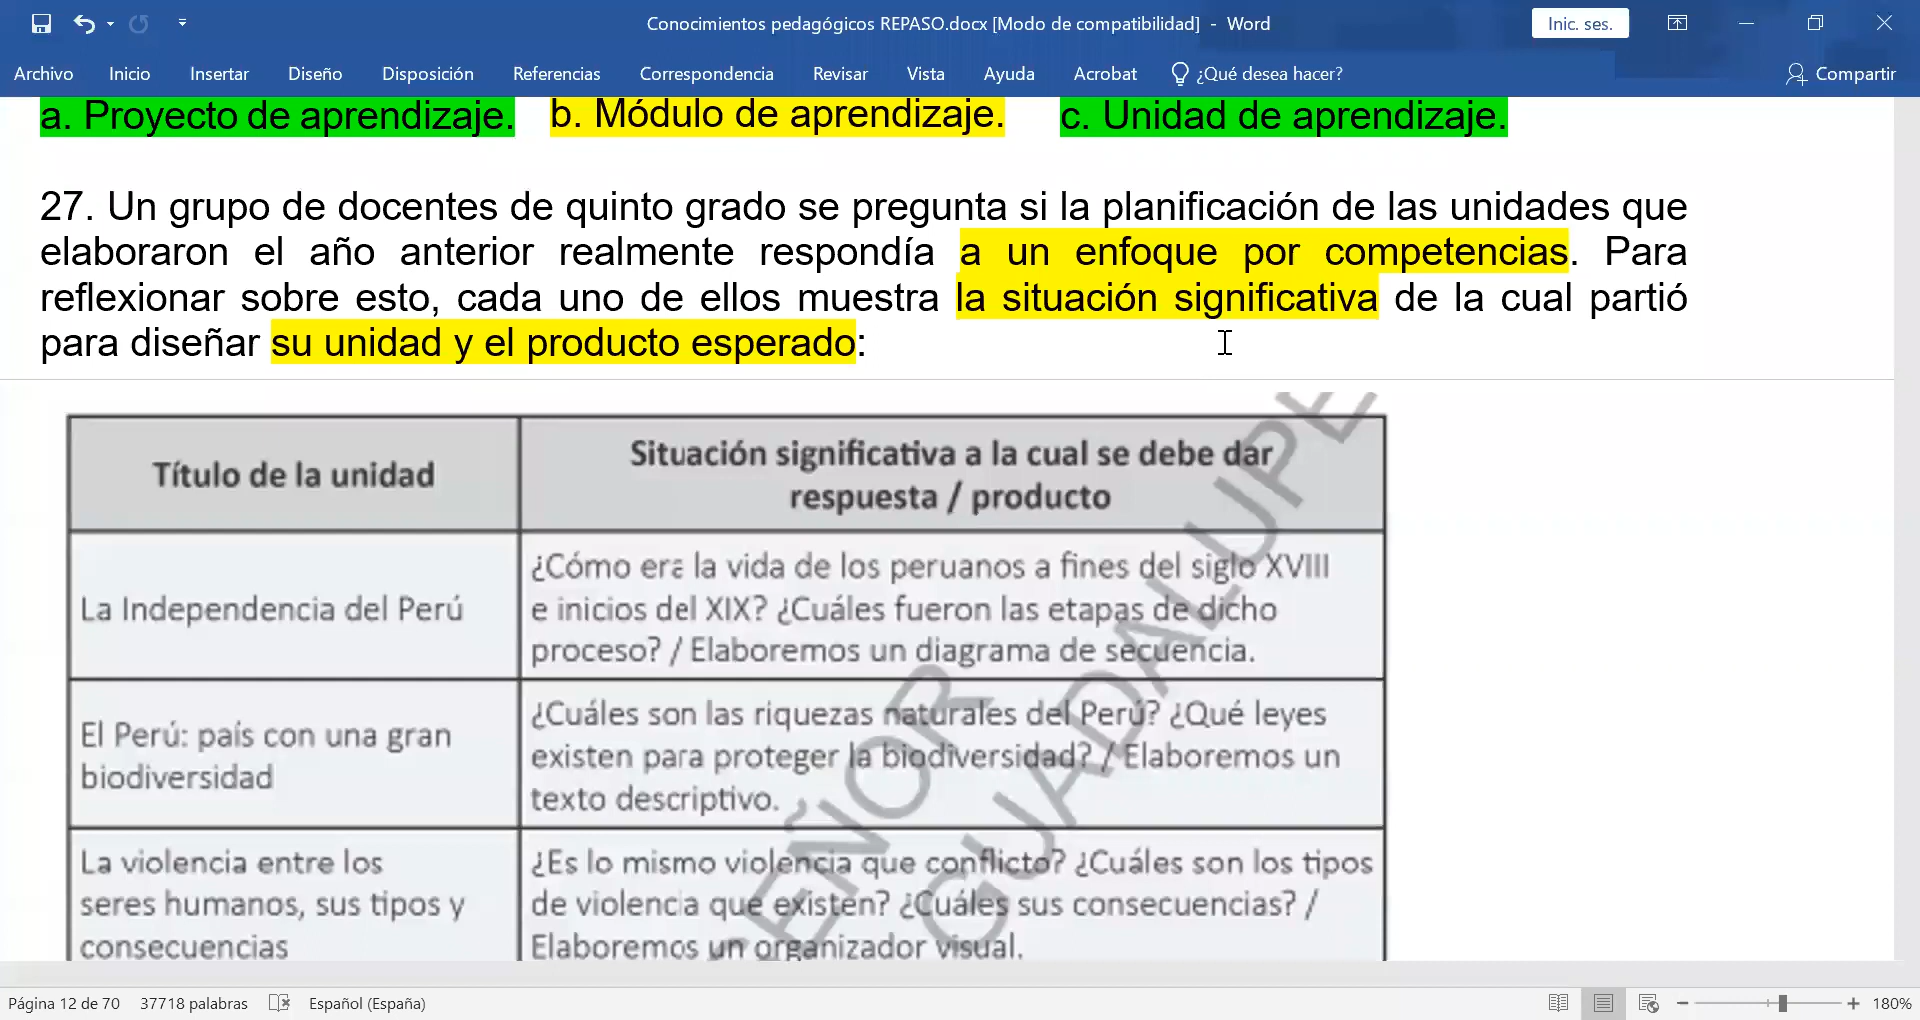 Conocimientos pedagógicos REPASO.docx [Modo de compatibilidad] - Word
Inic. ses.
Archivo Inicio Insertar Diseño Disposición Referencias Correspondencia Revisar Vista Ayuda Acrobat ¿Qué desea hacer? Compartir
a. Proyecto de aprendizaje. b. Módulo de aprendizaje. c. Unidad de aprendizaje.
27. Un grupo de docentes de quinto grado se pregunta si la planificación de las unidades que
elaboraron el año anterior realmente respondía a un enfoque por competencias. Para
reflexionar sobre esto, cada uno de ellos muestra la situación significativa de la cual partió
para diseñar su unidad y el producto esperado:
Título de la unidad
Situación significativa a la cual se debe dar
respuesta / producto
La Independencia del Perú
¿Cómo era la vida de los peruanos a fines del siglo XVIII
e inicios del XIX? ¿Cuáles fueron las etapas de dicho
proceso? / Elaboremos un diagrama de secuencia.
El Perú: país con una gran
biodiversidad
¿Cuáles son las riquezas naturales del Perú? ¿Qué leyes
existen para proteger la biodiversidad? / Elaboremos un
texto descriptivo.
La violencia entre los
seres humanos, sus tipos y
consecuencias
¿Es lo mismo violencia que conflicto? ¿Cuáles son los tipos
de violencia que existen? ¿Cuáles sus consecuencias? /
Elaboremos un organizador visual.
SEÑOR
GUADALUPE
Página 12 de 70 37718 palabras Español (España) 180%